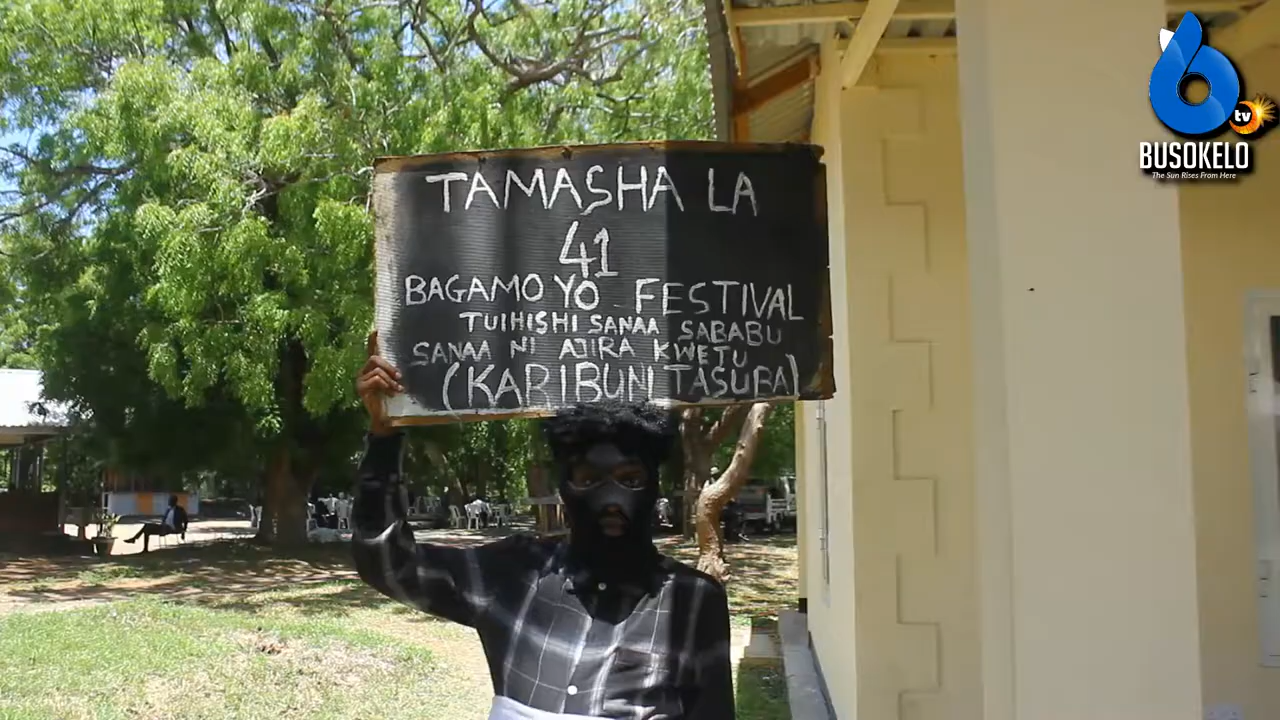 TAMASHA LA
41
BAGAMOYO FESTIVAL
TUIHISHI SANAA SABABU
SANAA NI AJIRA KWETU
(KARIBUNI TASUBA)
tv
BUSOKELO
The Sun Rises From Here